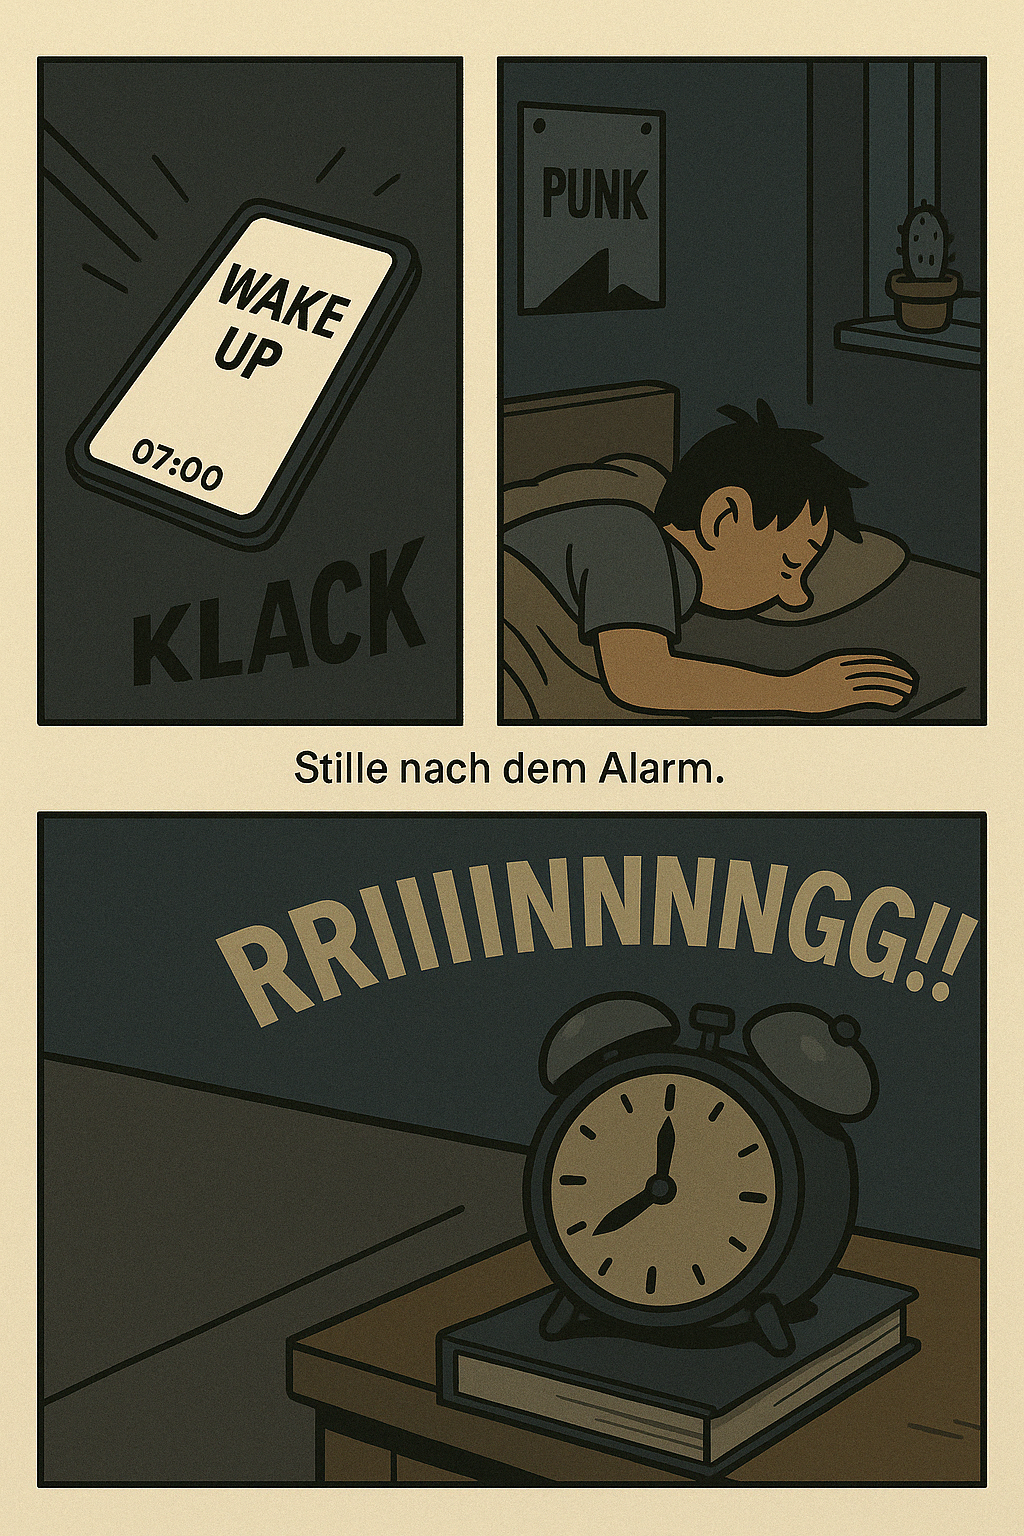 WAKE
UP
07:00
KLACK
PUNK
Stille nach dem Alarm.
RRIIIINNNNGG!!